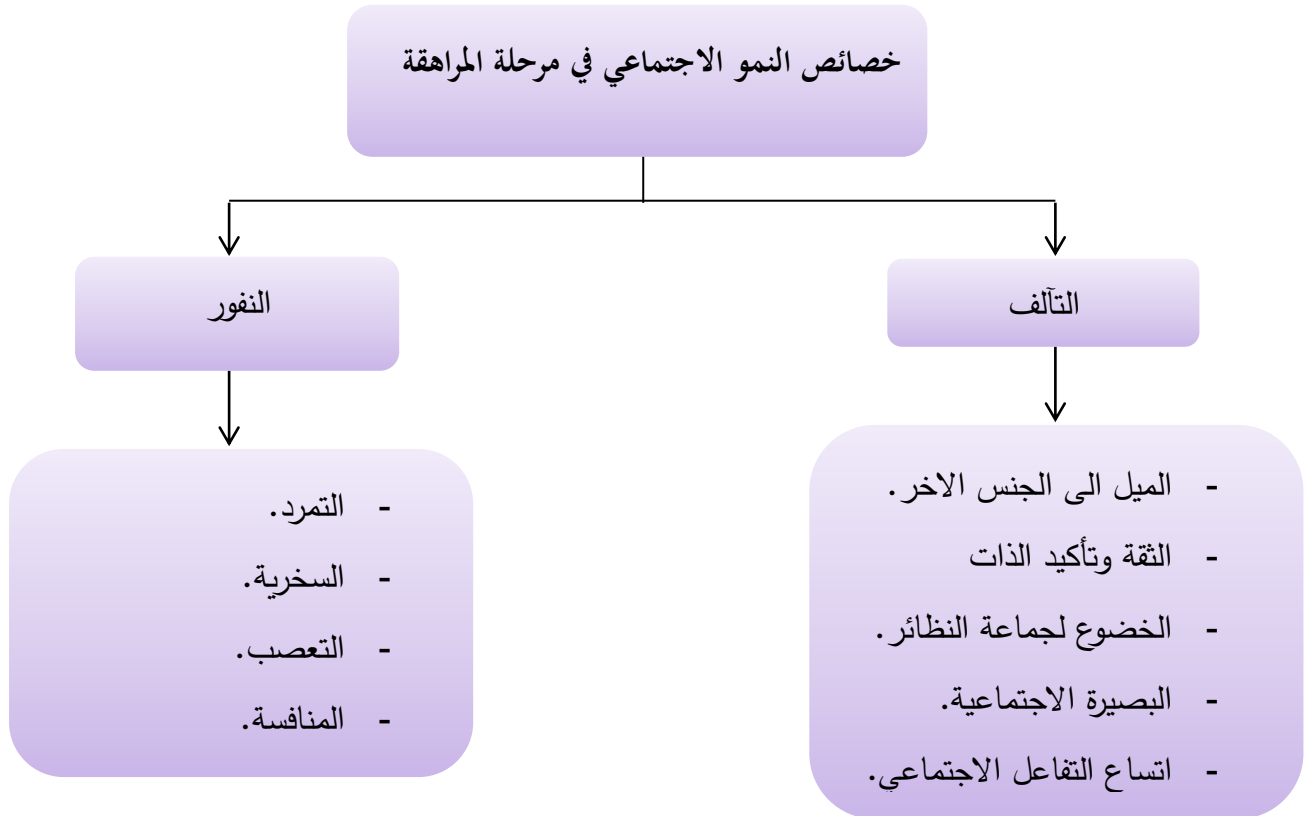 خصائص النمو الاجتماعي في مرحلة المراهقة
التآلف
النفور
- الميل الى الجنس الاخر.
- الثقة وتأكيد الذات
- الخضوع لجماعة النظائر.
- البصيرة الاجتماعية.
- اتساع التفاعل الاجتماعي.
- التمرد.
- السخرية.
- التعصب.
- المنافسة.